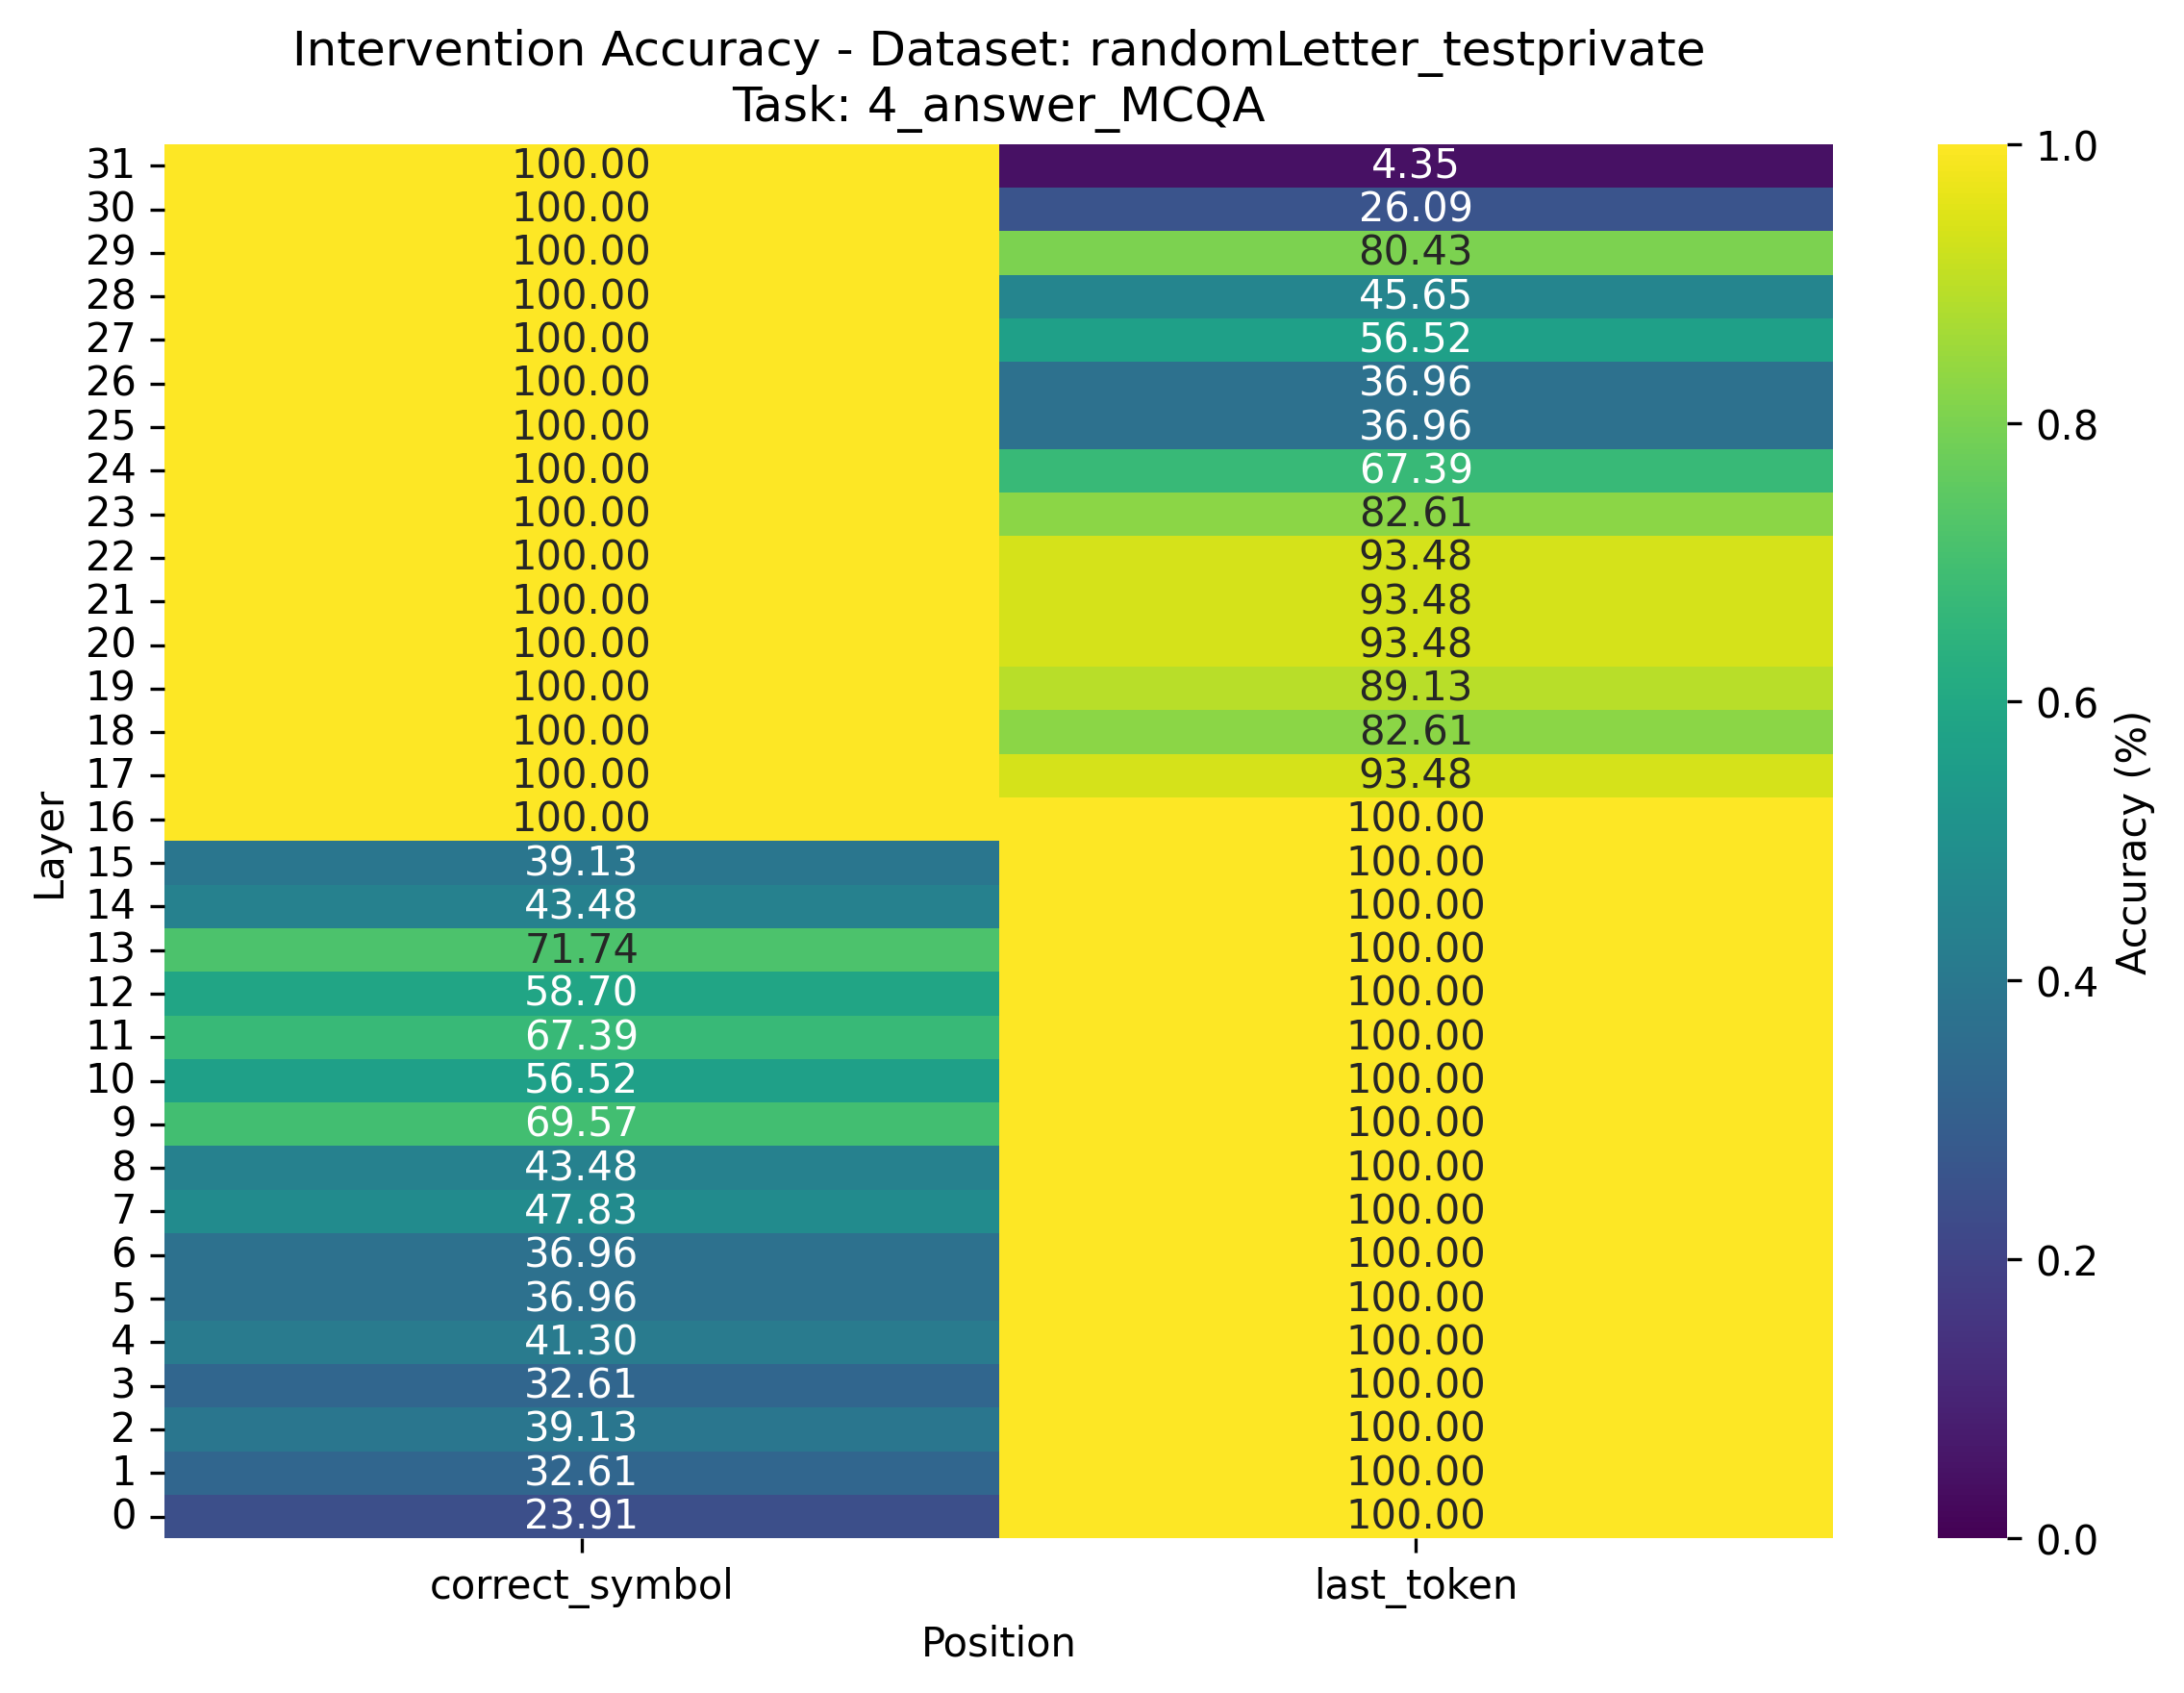 Intervention Accuracy - Dataset: randomLetter_testprivate
Task: 4_answer_MCQA
31 100.00 4.35
30 100.00 26.09
29 100.00 80.43
28 100.00 45.65
27 100.00 56.52
26 100.00 36.96
25 100.00 36.96
24 100.00 67.39
23 100.00 82.61
22 100.00 93.48
21 100.00 93.48
20 100.00 93.48
19 100.00 89.13
18 100.00 82.61
17 100.00 93.48
16 100.00 100.00
15 39.13 100.00
14 43.48 100.00
13 71.74 100.00
12 58.70 100.00
11 67.39 100.00
10 56.52 100.00
9 69.57 100.00
8 43.48 100.00
7 47.83 100.00
6 36.96 100.00
5 36.96 100.00
4 41.30 100.00
3 32.61 100.00
2 39.13 100.00
1 32.61 100.00
0 23.91 100.00
correct_symbol last_token
Position
Layer
1.0
0.8
0.6
0.4
0.2
0.0
Accuracy (%)